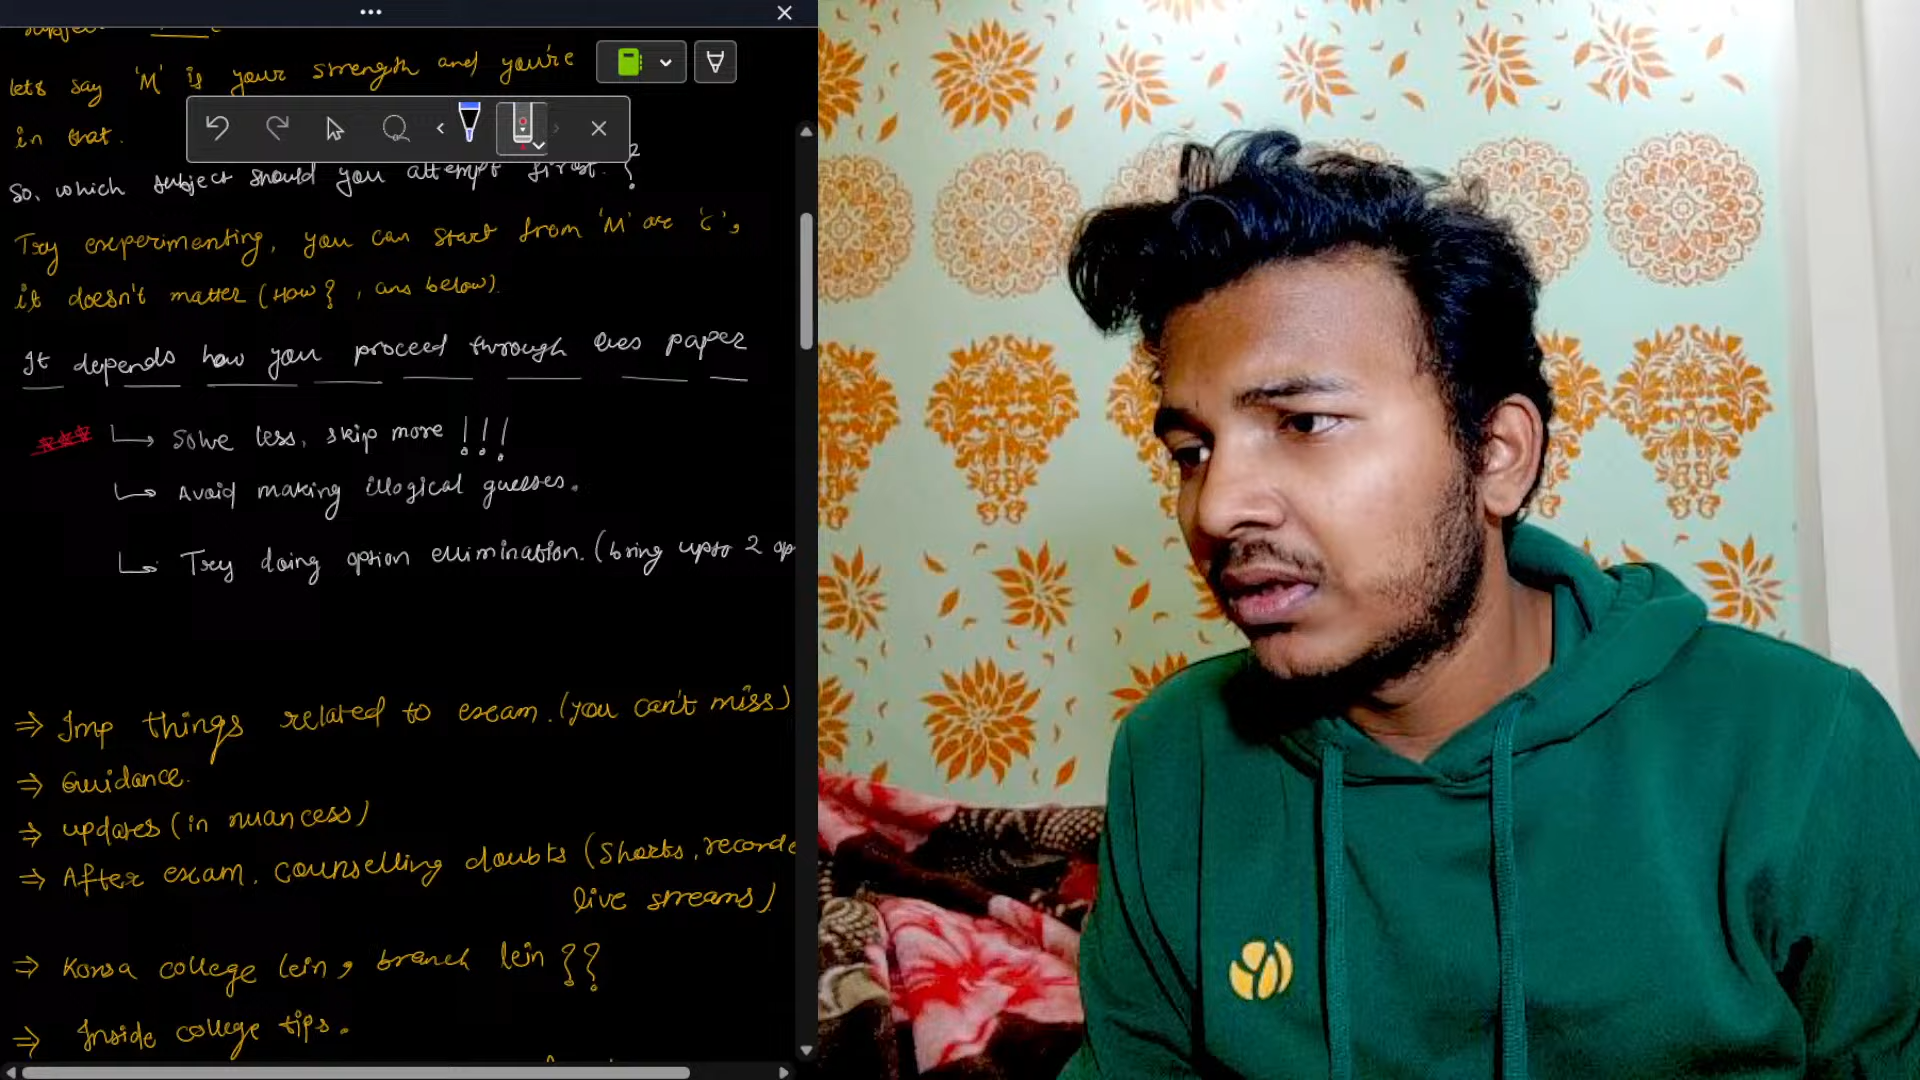 lets say 'M' is your strength and you're
in that.
So, which subject should you attempt first. ?
Try experimenting, you can start from 'M' are 'C',
it doesn't matter (How?, ans below).
It depends how you proceed through the paper
Solve less, skip more !!!
Avoid making illogical guesses.
Try doing option ellimination. (bring upto 2 op
⇒ Imp things related to exam. (you can't miss)
⇒ Guidance.
⇒ updates (in nuancess)
⇒ After exam. counselling doubts (shorts, recorde
live streams)
⇒ Konsa college lein, branch lein ??
⇒ Inside college tips.